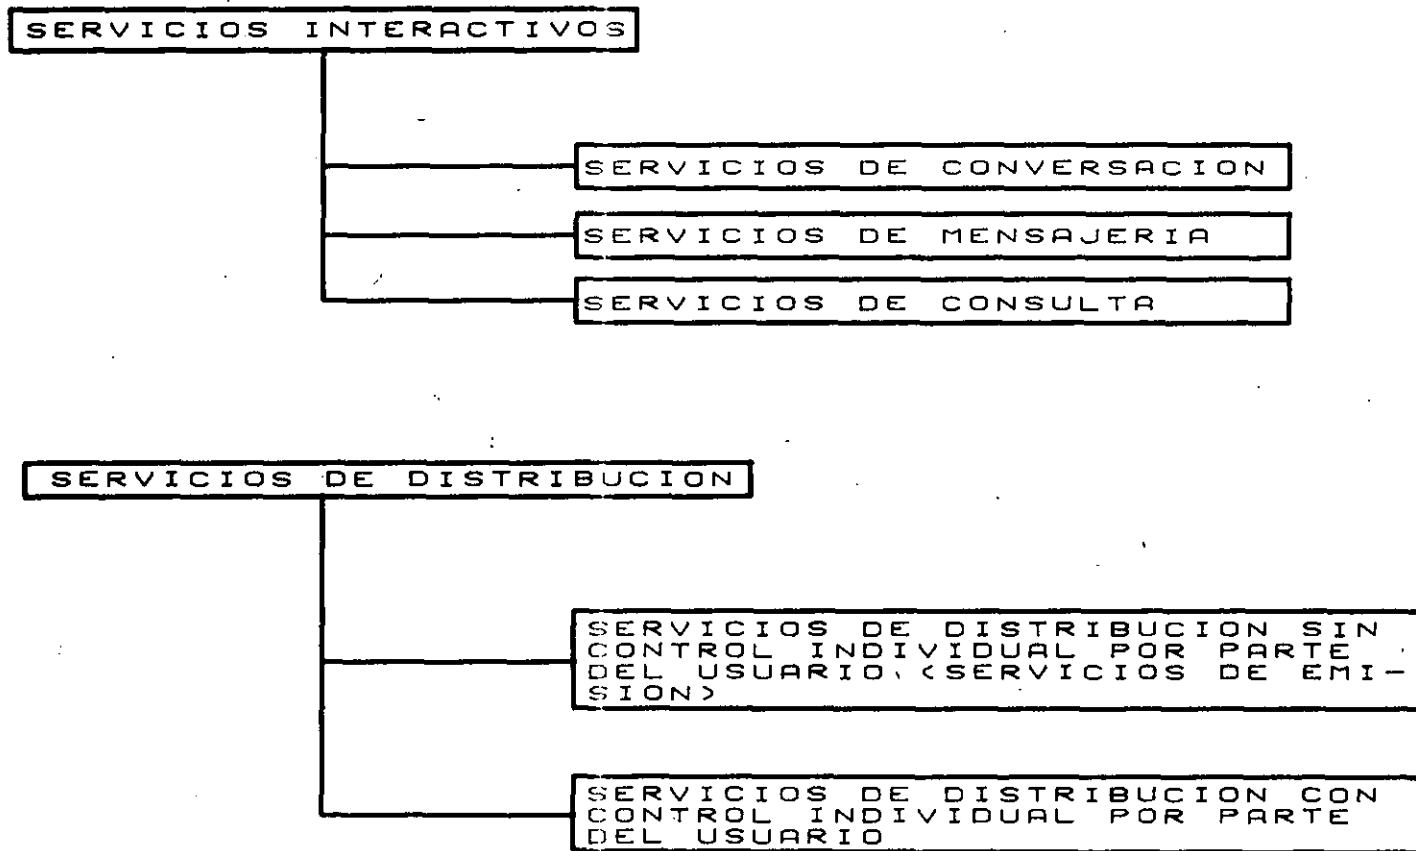 SERVICIOS INTERACTIVOS
SERVICIOS DE CONVERSACION
SERVICIOS DE MENSAJERIA
SERVICIOS DE CONSULTA
SERVICIOS DE DISTRIBUCION
SERVICIOS DE DISTRIBUCION SIN
CONTROL INDIVIDUAL POR PARTE
DEL USUARIO. <SERVICIOS DE EMI-
SION>
SERVICIOS DE DISTRIBUCION CON
CONTROL INDIVIDUAL POR PARTE
DEL USUARIO